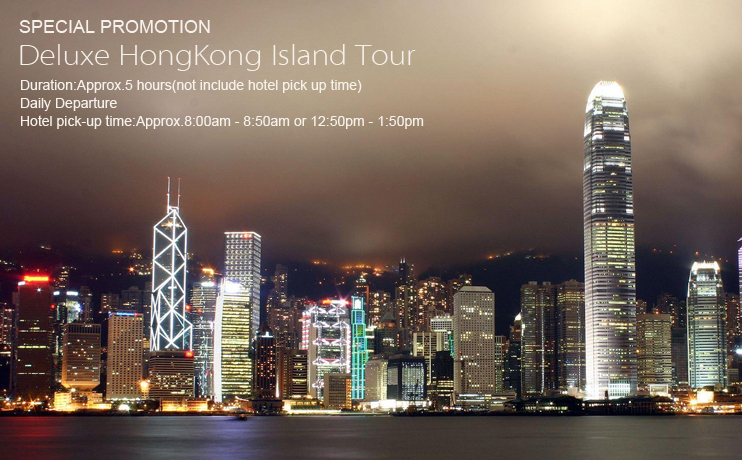 SPECIAL PROMOTION
Deluxe HongKong Island Tour
Duration:Approx.5 hours(not include hotel pick up time)
Daily Departure
Hotel pick-up time:Approx.8:00am - 8:50am or 12:50pm - 1:50pm